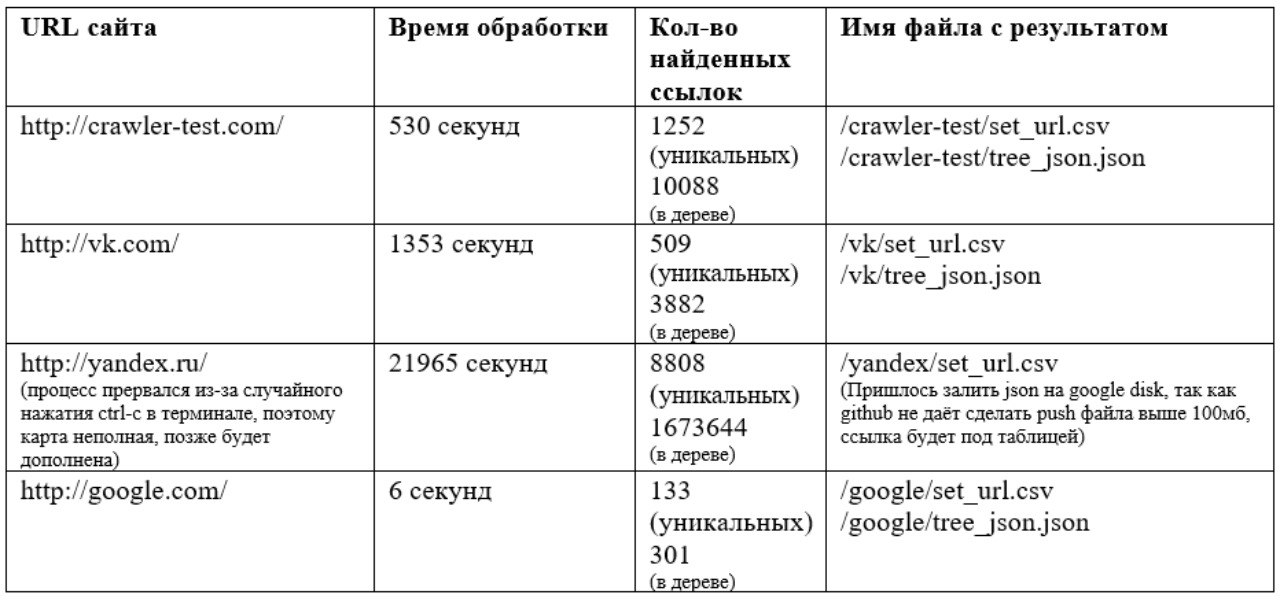 URL сайта
Время обработки
Кол-во
найденных
ссылок
Имя файла с результатом
http://crawler-test.com/
530 секунд
1252
(уникальных)
10088
(в дереве)
/crawler-test/set_url.csv
/crawler-test/tree_json.json
http://vk.com/
1353 секунд
509
(уникальных)
3882
(в дереве)
/vk/set_url.csv
/vk/tree_json.json
http://yandex.ru/
(процесс прервался из-за случайного
нажатия ctrl-c в терминале, поэтому
карта неполная, позже будет
дополнена)
21965 секунд
8808
(уникальных)
1673644
(в дереве)
/yandex/set_url.csv
(Пришлось залить json на google disk, так как
github не даёт сделать push файла выше 100мб,
ссылка будет под таблицей)
http://google.com/
6 секунд
133
(уникальных)
301
(в дереве)
/google/set_url.csv
/google/tree_json.json